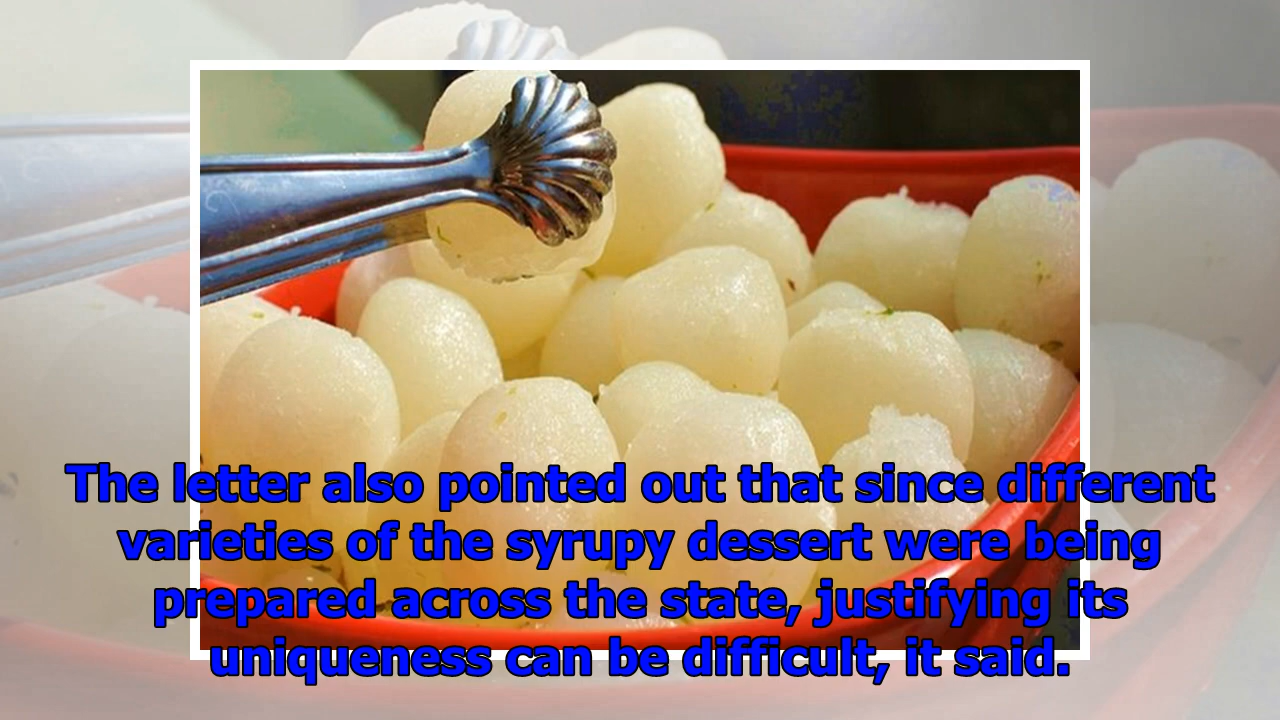 The letter also pointed out that since different
varieties of the syrupy dessert were being
prepared across the state, justifying its
uniqueness can be difficult, it said.